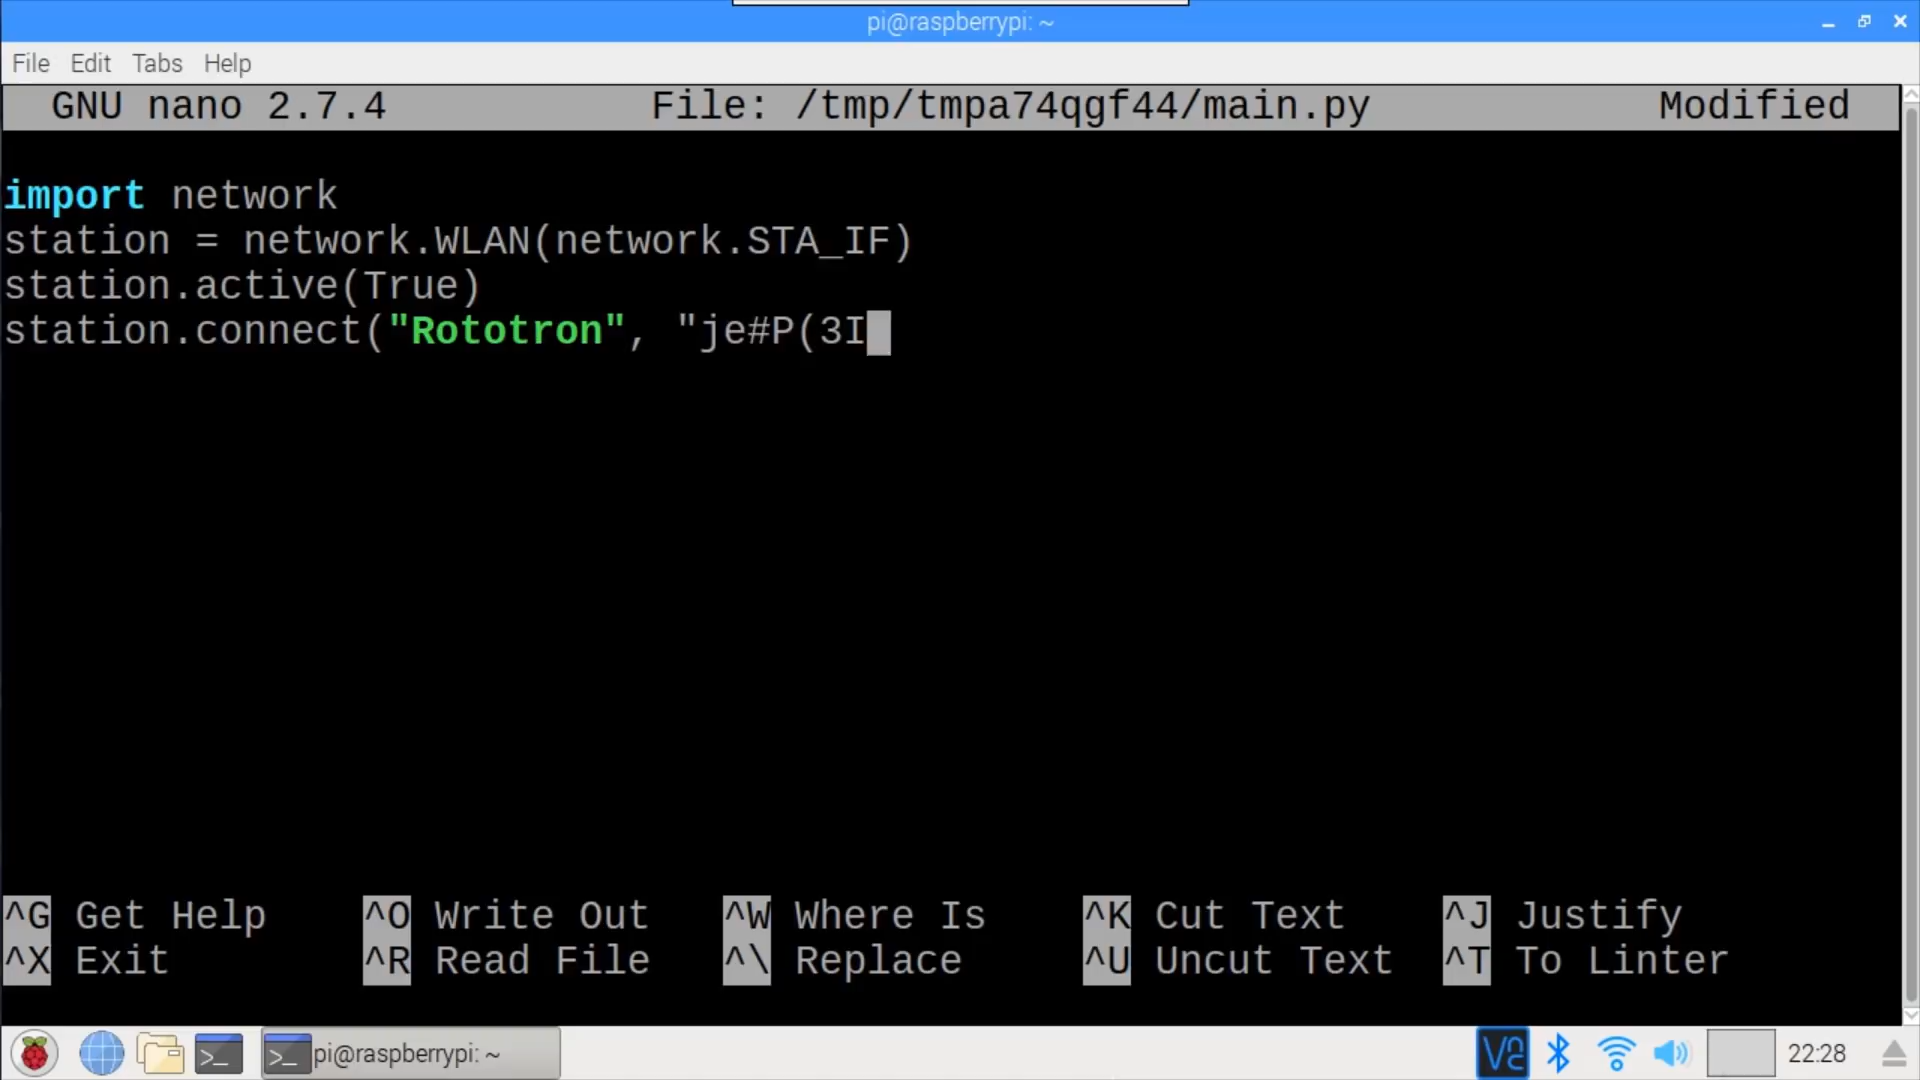 pi@raspberrypi: ~
File Edit Tabs Help
GNU nano 2.7.4 File: /tmp/tmpa74qgf44/main.py Modified
import network
station = network.WLAN(network.STA_IF)
station.active(True)
station.connect("Rototron", "je#P(3I
^G Get Help ^O Write Out ^W Where Is ^K Cut Text ^J Justify
^X Exit ^R Read File ^\ Replace ^U Uncut Text ^T To Linter
>_ >_ pi@raspberrypi: ~ 22:28